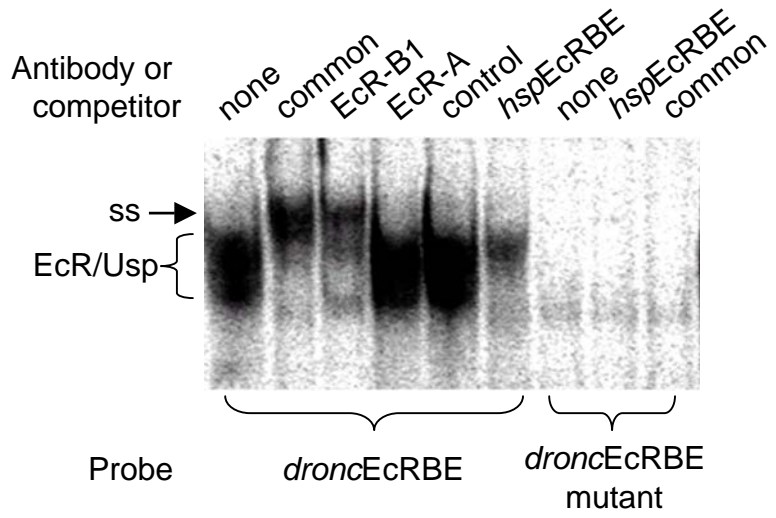 Antibody or
competitor
none
common
EcR-B1
EcR-A
control
hspEcRBE
none
hspEcRBE
common
ss
EcR/Usp
Probe
droncEcRBE
droncEcRBE
mutant